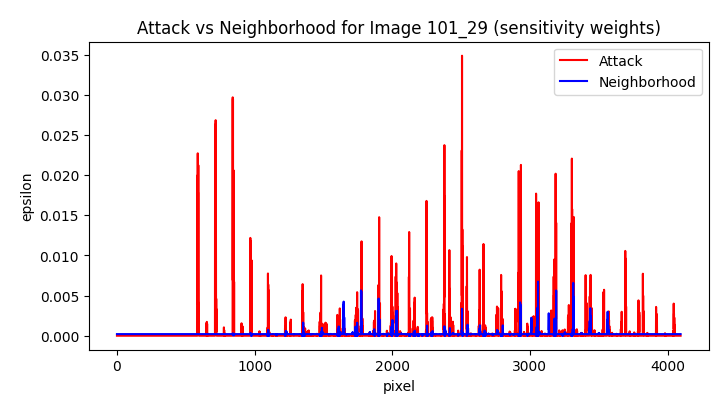 Attack vs Neighborhood for Image 101_29 (sensitivity weights)
Attack
Neighborhood
0.035
0.030
0.025
0.020
0.015
0.010
0.005
0.000
epsilon
0
1000
2000
3000
4000
pixel